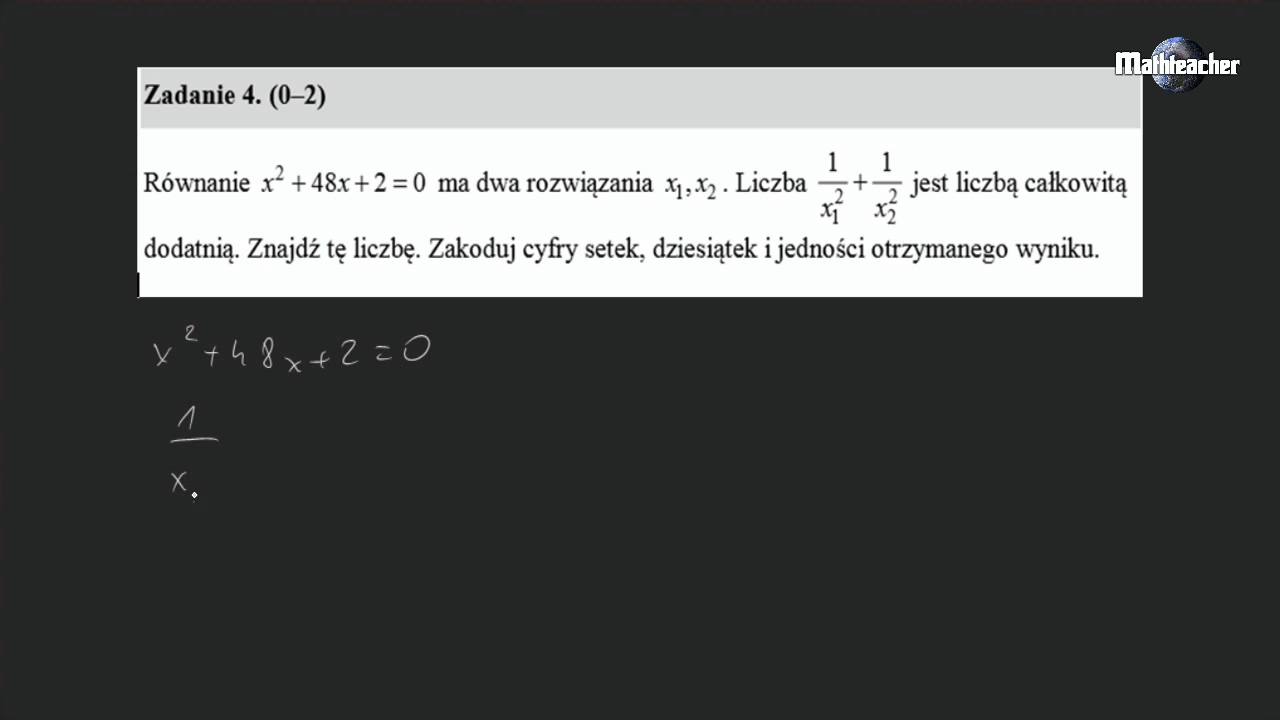 Mathteacher
Zadanie 4. (0–2)
Równanie x² + 48x + 2 = 0 ma dwa rozwiązania x₁, x₂. Liczba 1/x₁² + 1/x₂² jest liczbą całkowitą
dodatnią. Znajdź tę liczbę. Zakoduj cyfry setek, dziesiątek i jedności otrzymanego wyniku.
x² + 48x + 2 = 0
1
x